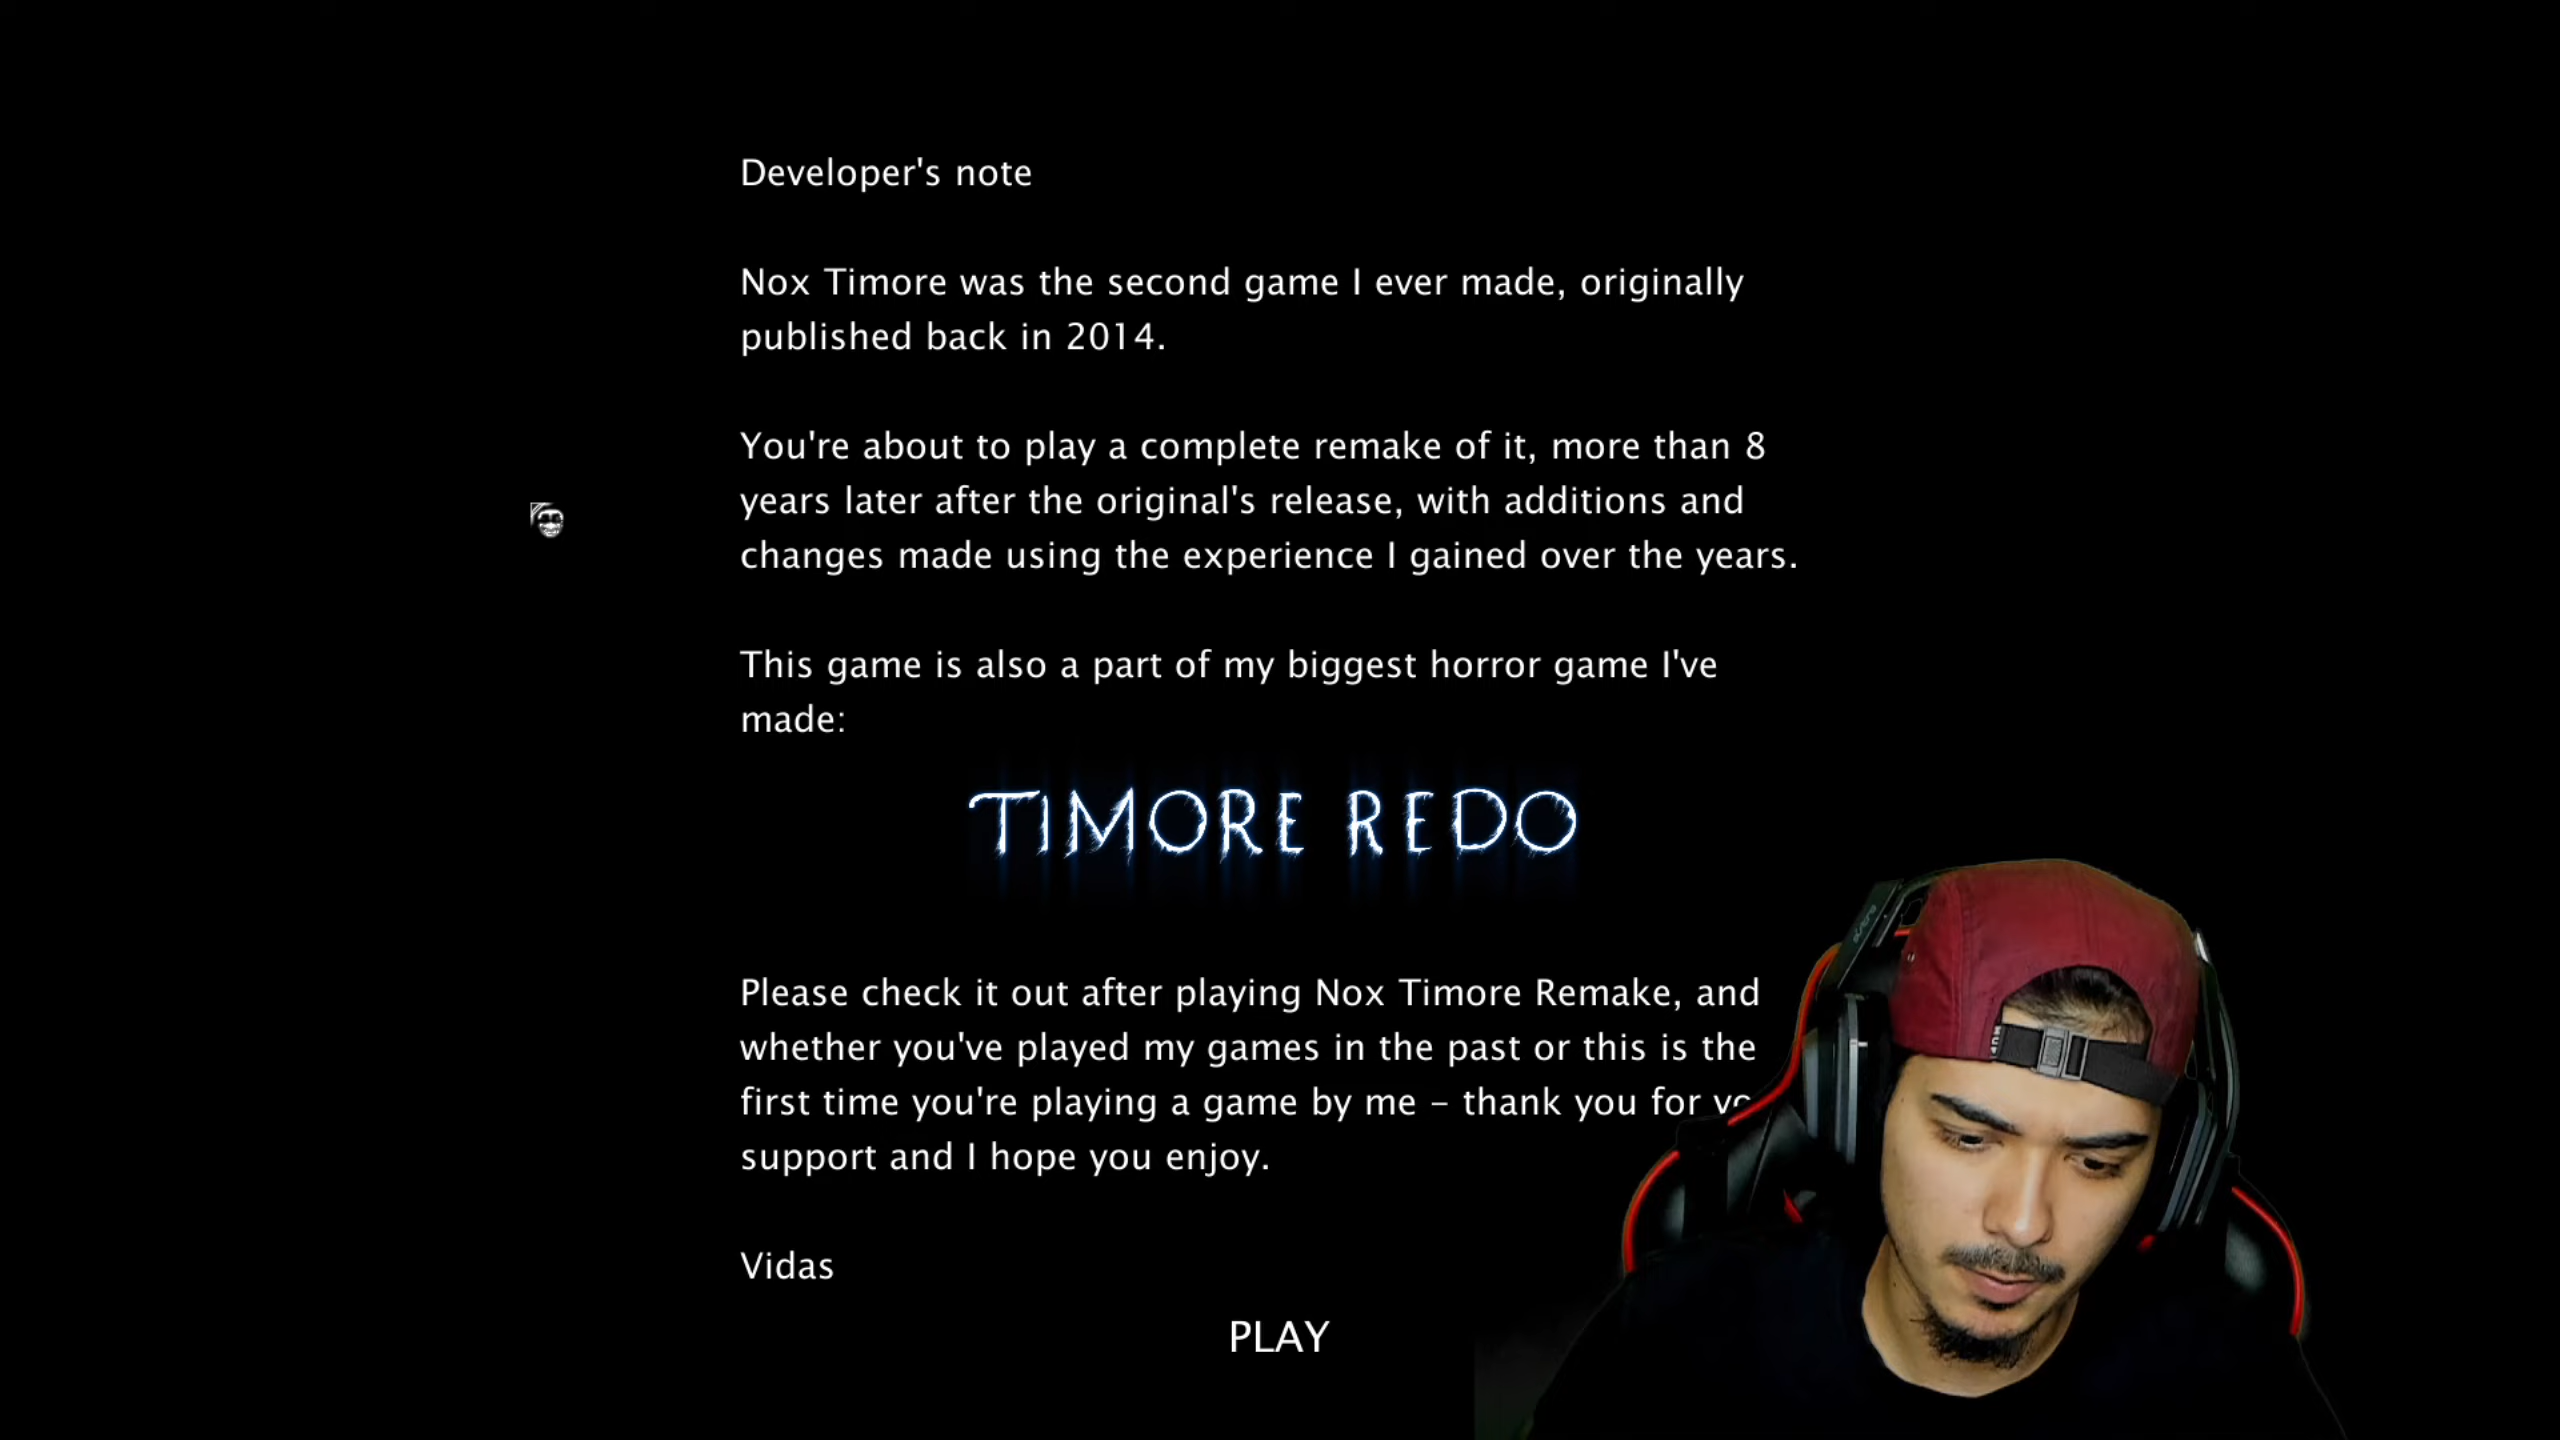 Developer's note
Nox Timore was the second game I ever made, originally
published back in 2014.
You're about to play a complete remake of it, more than 8
years later after the original's release, with additions and
changes made using the experience I gained over the years.
This game is also a part of my biggest horror game I've
made:
TIMORE REDO
Please check it out after playing Nox Timore Remake, and
whether you've played my games in the past or this is the
first time you're playing a game by me – thank you for
support and I hope you enjoy.
Vidas
PLAY